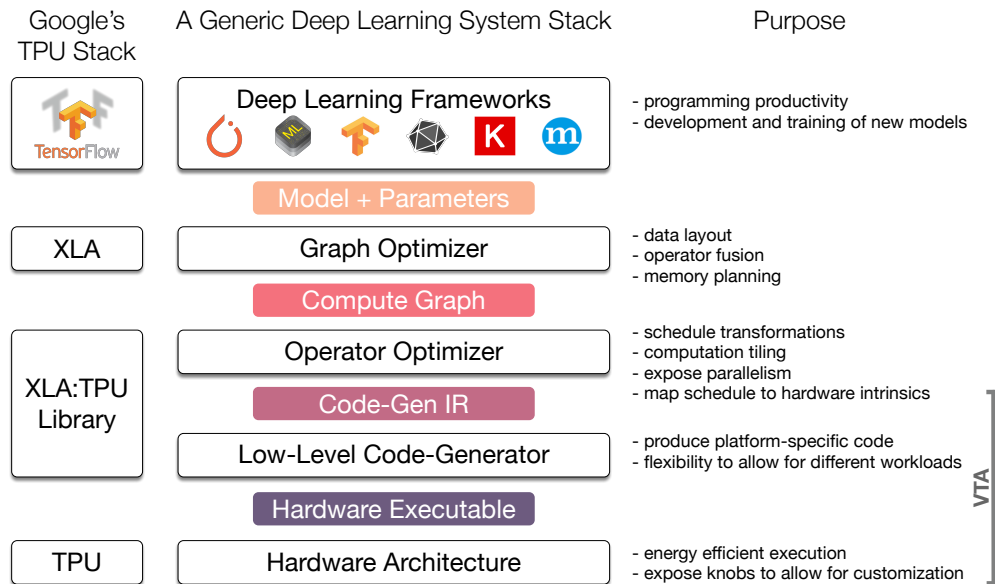 Google's
TPU Stack
A Generic Deep Learning System Stack
Purpose
TensorFlow
Deep Learning Frameworks
ML
K
m
- programming productivity
- development and training of new models
Model + Parameters
XLA
Graph Optimizer
- data layout
- operator fusion
- memory planning
Compute Graph
XLA:TPU
Library
Operator Optimizer
- schedule transformations
- computation tiling
- expose parallelism
- map schedule to hardware intrinsics
Code-Gen IR
Low-Level Code-Generator
- produce platform-specific code
- flexibility to allow for different workloads
VTA
Hardware Executable
TPU
Hardware Architecture
- energy efficient execution
- expose knobs to allow for customization